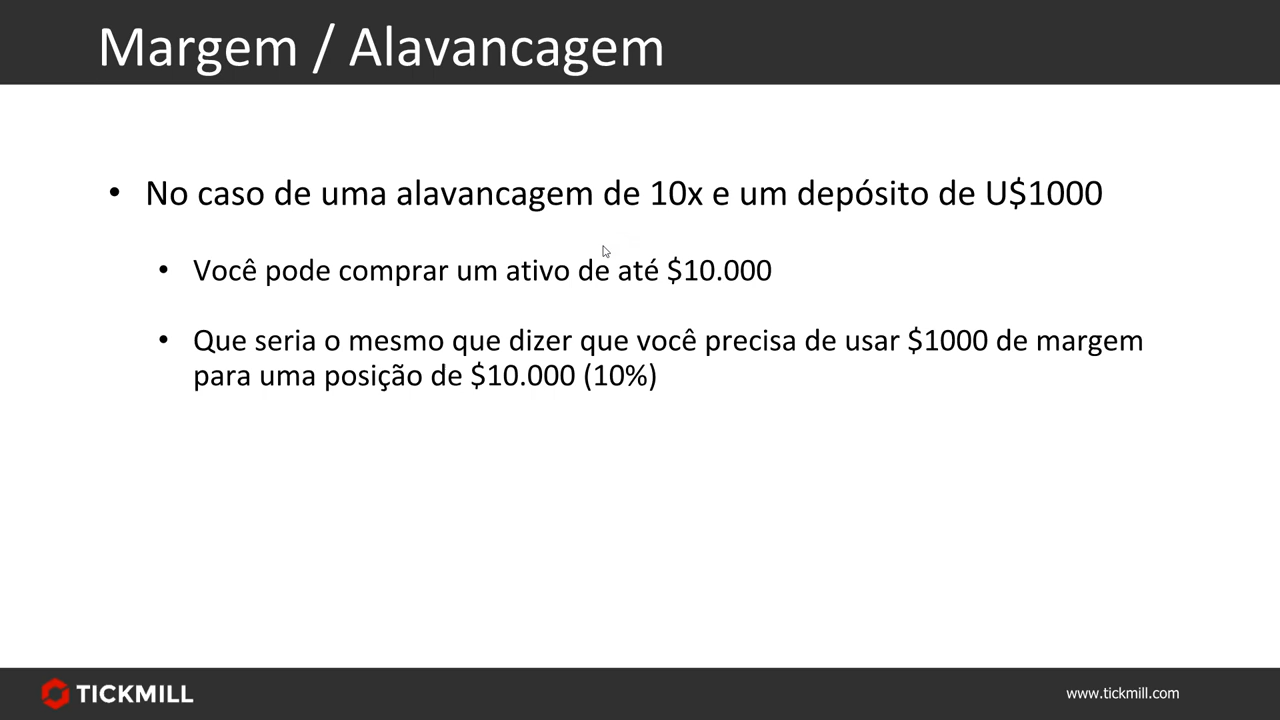 Margem / Alavancagem
• No caso de uma alavancagem de 10x e um depósito de U$1000
• Você pode comprar um ativo de até $10.000
• Que seria o mesmo que dizer que você precisa de usar $1000 de margem
para uma posição de $10.000 (10%)
TICKMILL
www.tickmill.com